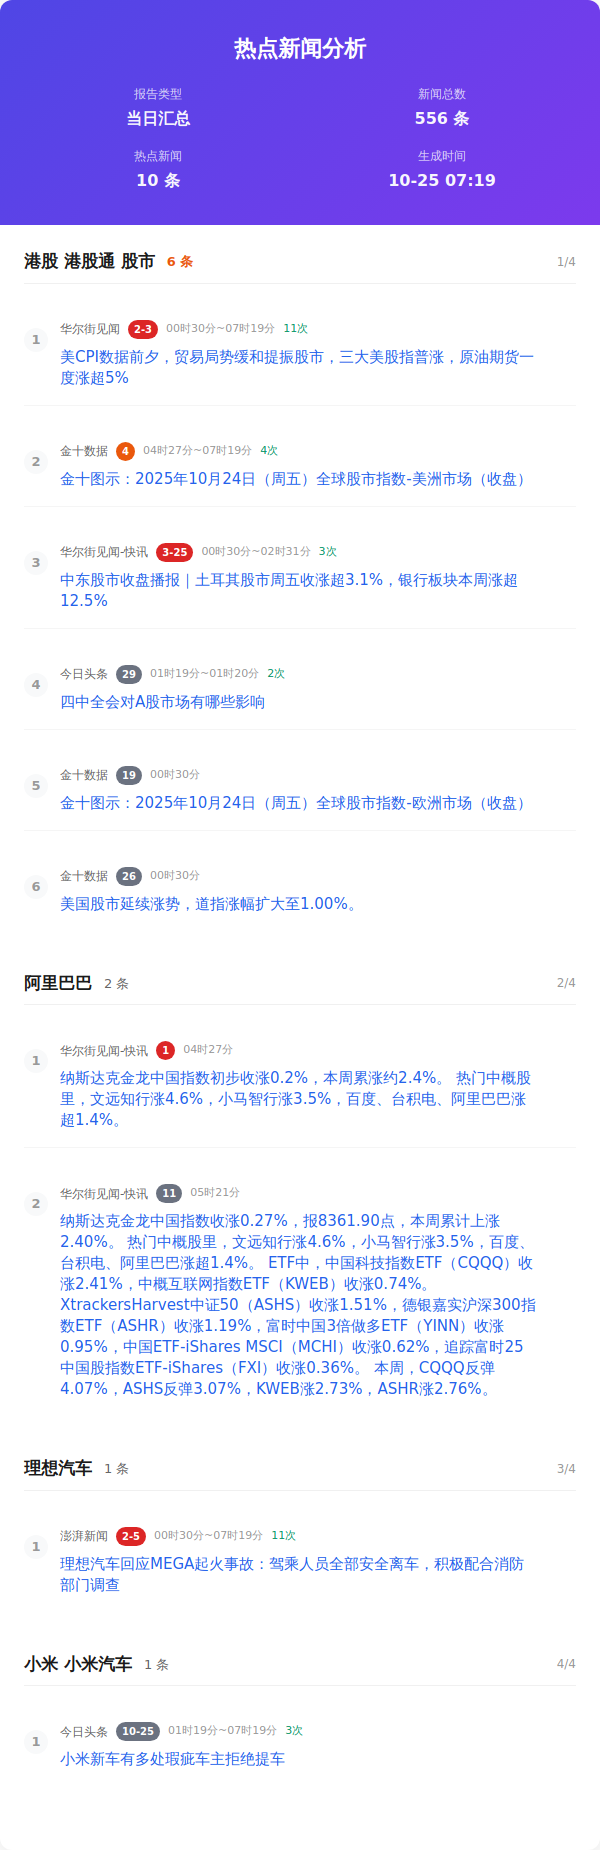 热点新闻分析
报告类型
当日汇总
新闻总数
556 条
热点新闻
10 条
生成时间
10-25 07:19
港股 港股通 股市 6 条 1/4
1
华尔街见闻 2-3 00时30分~07时19分 11次
美CPI数据前夕，贸易局势缓和提振股市，三大美股指普涨，原油期货一
度涨超5%
2
金十数据 4 04时27分~07时19分 4次
金十图示：2025年10月24日（周五）全球股市指数-美洲市场（收盘）
3
华尔街见闻-快讯 3-25 00时30分~02时31分 3次
中东股市收盘播报｜土耳其股市周五收涨超3.1%，银行板块本周涨超
12.5%
4
今日头条 29 01时19分~01时20分 2次
四中全会对A股市场有哪些影响
5
金十数据 19 00时30分
金十图示：2025年10月24日（周五）全球股市指数-欧洲市场（收盘）
6
金十数据 26 00时30分
美国股市延续涨势，道指涨幅扩大至1.00%。
阿里巴巴 2 条 2/4
1
华尔街见闻-快讯 1 04时27分
纳斯达克金龙中国指数初步收涨0.2%，本周累涨约2.4%。 热门中概股
里，文远知行涨4.6%，小马智行涨3.5%，百度、台积电、阿里巴巴涨
超1.4%。
2
华尔街见闻-快讯 11 05时21分
纳斯达克金龙中国指数收涨0.27%，报8361.90点，本周累计上涨
2.40%。 热门中概股里，文远知行涨4.6%，小马智行涨3.5%，百度、
台积电、阿里巴巴涨超1.4%。 ETF中，中国科技指数ETF（CQQQ）收
涨2.41%，中概互联网指数ETF（KWEB）收涨0.74%。
XtrackersHarvest中证50（ASHS）收涨1.51%，德银嘉实沪深300指
数ETF（ASHR）收涨1.19%，富时中国3倍做多ETF（YINN）收涨
0.95%，中国ETF-iShares MSCI（MCHI）收涨0.62%，追踪富时25
中国股指数ETF-iShares（FXI）收涨0.36%。 本周，CQQQ反弹
4.07%，ASHS反弹3.07%，KWEB涨2.73%，ASHR涨2.76%。
理想汽车 1 条 3/4
1
澎湃新闻 2-5 00时30分~07时19分 11次
理想汽车回应MEGA起火事故：驾乘人员全部安全离车，积极配合消防
部门调查
小米 小米汽车 1 条 4/4
1
今日头条 10-25 01时19分~07时19分 3次
小米新车有多处瑕疵车主拒绝提车